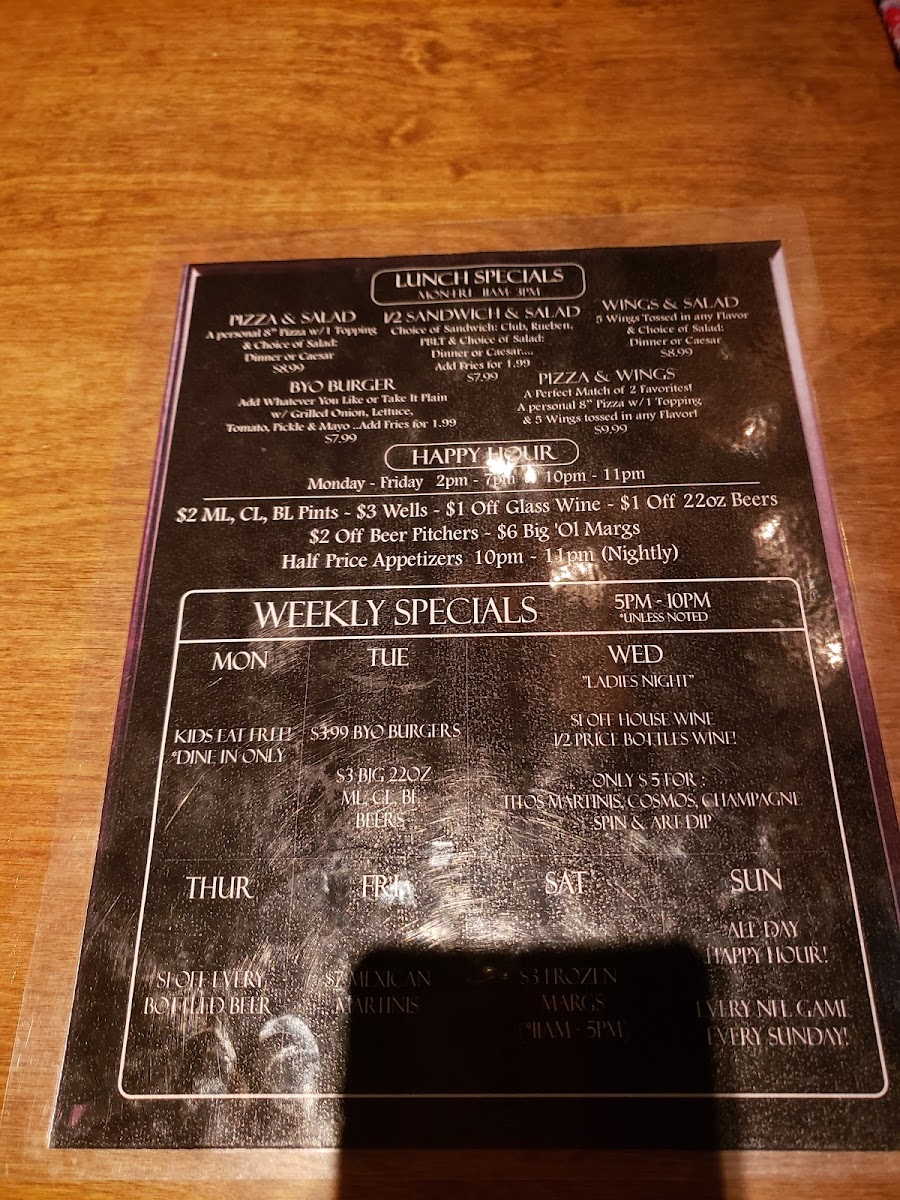 LUNCH SPECIALS
MON-FRI 11AM-3PM
PIZZA & SALAD
A personal 8" Pizza w/1 Topping
& Choice of Salad:
Dinner or Caesar
$8.99
1/2 SANDWICH & SALAD
Choice of Sandwich: Club, Rueben,
PBLT & Choice of Salad:
Dinner or Caesar....
Add Fries for 1.99
$7.99
WINGS & SALAD
5 Wings Tossed in any Flavor
& Choice of Salad:
Dinner or Caesar
$8.99
BYO BURGER
Add Whatever You Like or Take It Plain
w/ Grilled Onion, Lettuce,
Tomato, Pickle & Mayo ..Add Fries for 1.99
$7.99
PIZZA & WINGS
A Perfect Match of 2 Favorites!
A personal 8" Pizza w/1 Topping
& 5 Wings tossed in any Flavor!
$9.99
HAPPY HOUR
Monday - Friday 2pm - 7pm 10pm - 11pm
$2 ML, CL, BL Pints - $3 Wells - $1 Off Glass Wine - $1 Off 22oz Beers
$2 Off Beer Pitchers - $6 Big 'Ol Margs
Half Price Appetizers 10pm - 11pm (Nightly)
WEEKLY SPECIALS
5PM - 10PM
*UNLESS NOTED
MON
KIDS EAT FREE!
*DINE IN ONLY
TUE
$3.99 BYO BURGERS
$3 BIG 22OZ
ML, CL, BL
BEERS
WED
"LADIES NIGHT"
$1 OFF HOUSE WINE
1/2 PRICE BOTTLES WINE!
ONLY $ 5 FOR :
TITOS MARTINIS, COSMOS, CHAMPAGNE
SPIN & ART DIP
THUR
$1 OFF EVERY
BOTTLED BEER
FRI
$7 MEXICAN
MARTINIS
SAT
$3 FROZEN
MARGS
*11AM - 5PM
SUN
ALL DAY
HAPPY HOUR!
EVERY NFL GAME
EVERY SUNDAY!